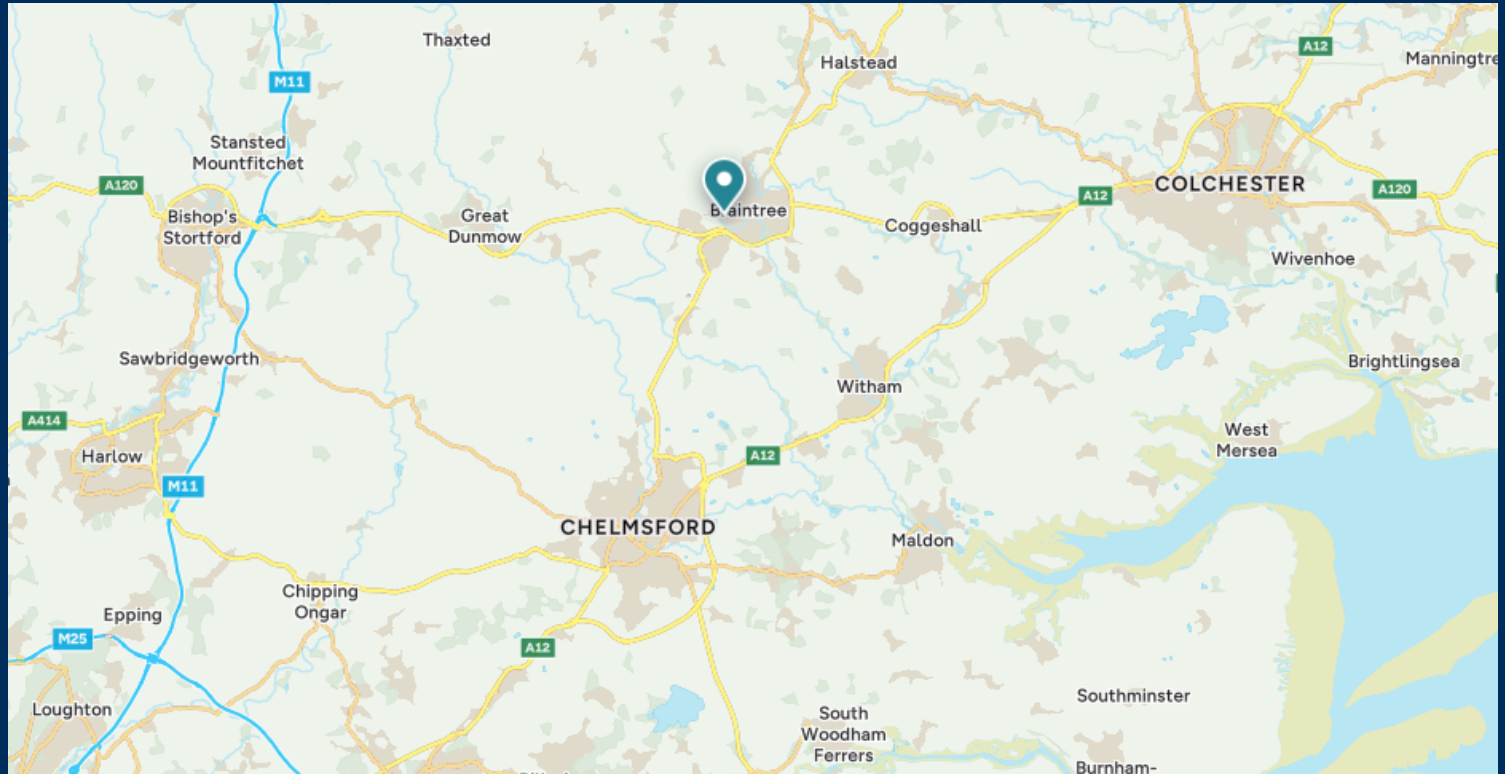 Thaxted
Halstead
A12
Manningtre
M11
Stansted
Mountfitchet
A120
COLCHESTER
A12
A120
Bishop's
Stortford
Great
Dunmow
Braintree
Coggeshall
Wivenhoe
Sawbridgeworth
Witham
Brightlingsea
A414
West
Mersea
Harlow
A12
M11
CHELMSFORD
Maldon
Chipping
Ongar
Epping
M25
A12
Southminster
Loughton
South
Woodham
Ferrers
Burnham-